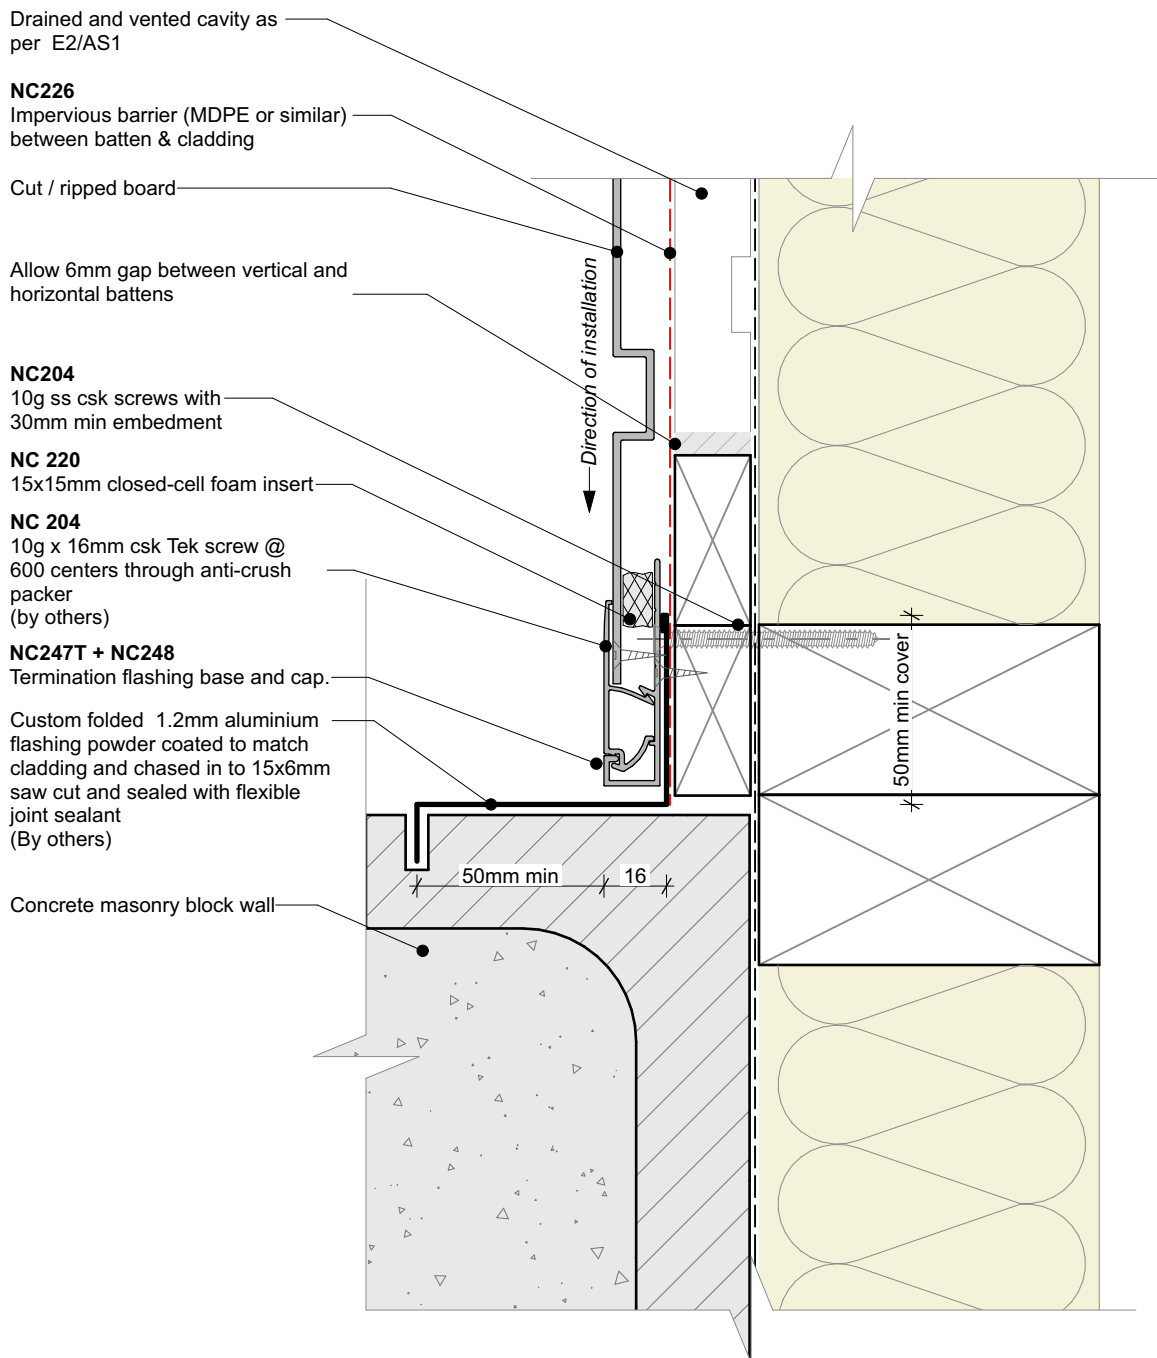 Drained and vented cavity as
per E2/AS1
NC226
Impervious barrier (MDPE or similar)
between batten & cladding
Cut / ripped board
Allow 6mm gap between vertical and
horizontal battens
NC204
10g ss csk screws with
30mm min embedment
NC 220
15x15mm closed-cell foam insert
NC 204
10g x 16mm csk Tek screw @
600 centers through anti-crush
packer
(by others)
NC247T + NC248
Termination flashing base and cap.
Custom folded 1.2mm aluminium
flashing powder coated to match
cladding and chased in to 15x6mm
saw cut and sealed with flexible
joint sealant
(By others)
Concrete masonry block wall
Direction of installation
50mm min cover
50mm min
16